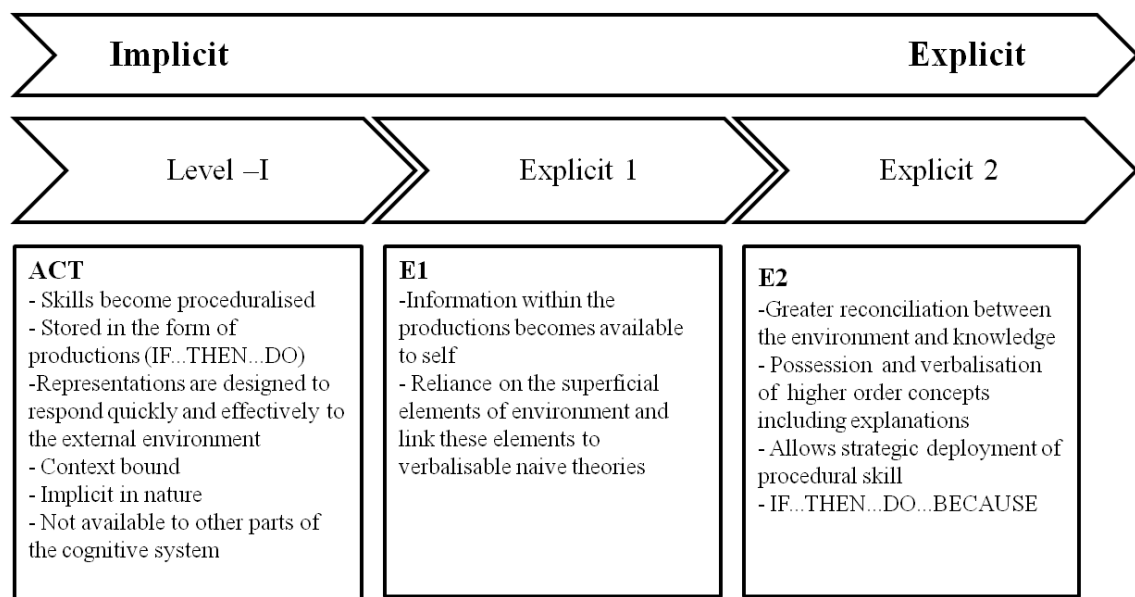 Implicit Explicit
Level –I Explicit 1 Explicit 2
ACT
- Skills become proceduralised
- Stored in the form of
productions (IF...THEN...DO)
-Representations are designed to
respond quickly and effectively to
the external environment
- Context bound
- Implicit in nature
- Not available to other parts of
the cognitive system
E1
-Information within the
productions becomes available
to self
- Reliance on the superficial
elements of environment and
link these elements to
verbalisable naive theories
E2
-Greater reconciliation between
the environment and knowledge
- Possession and verbalisation
of higher order concepts
including explanations
- Allows strategic deployment of
procedural skill
- IF...THEN...DO...BECAUSE